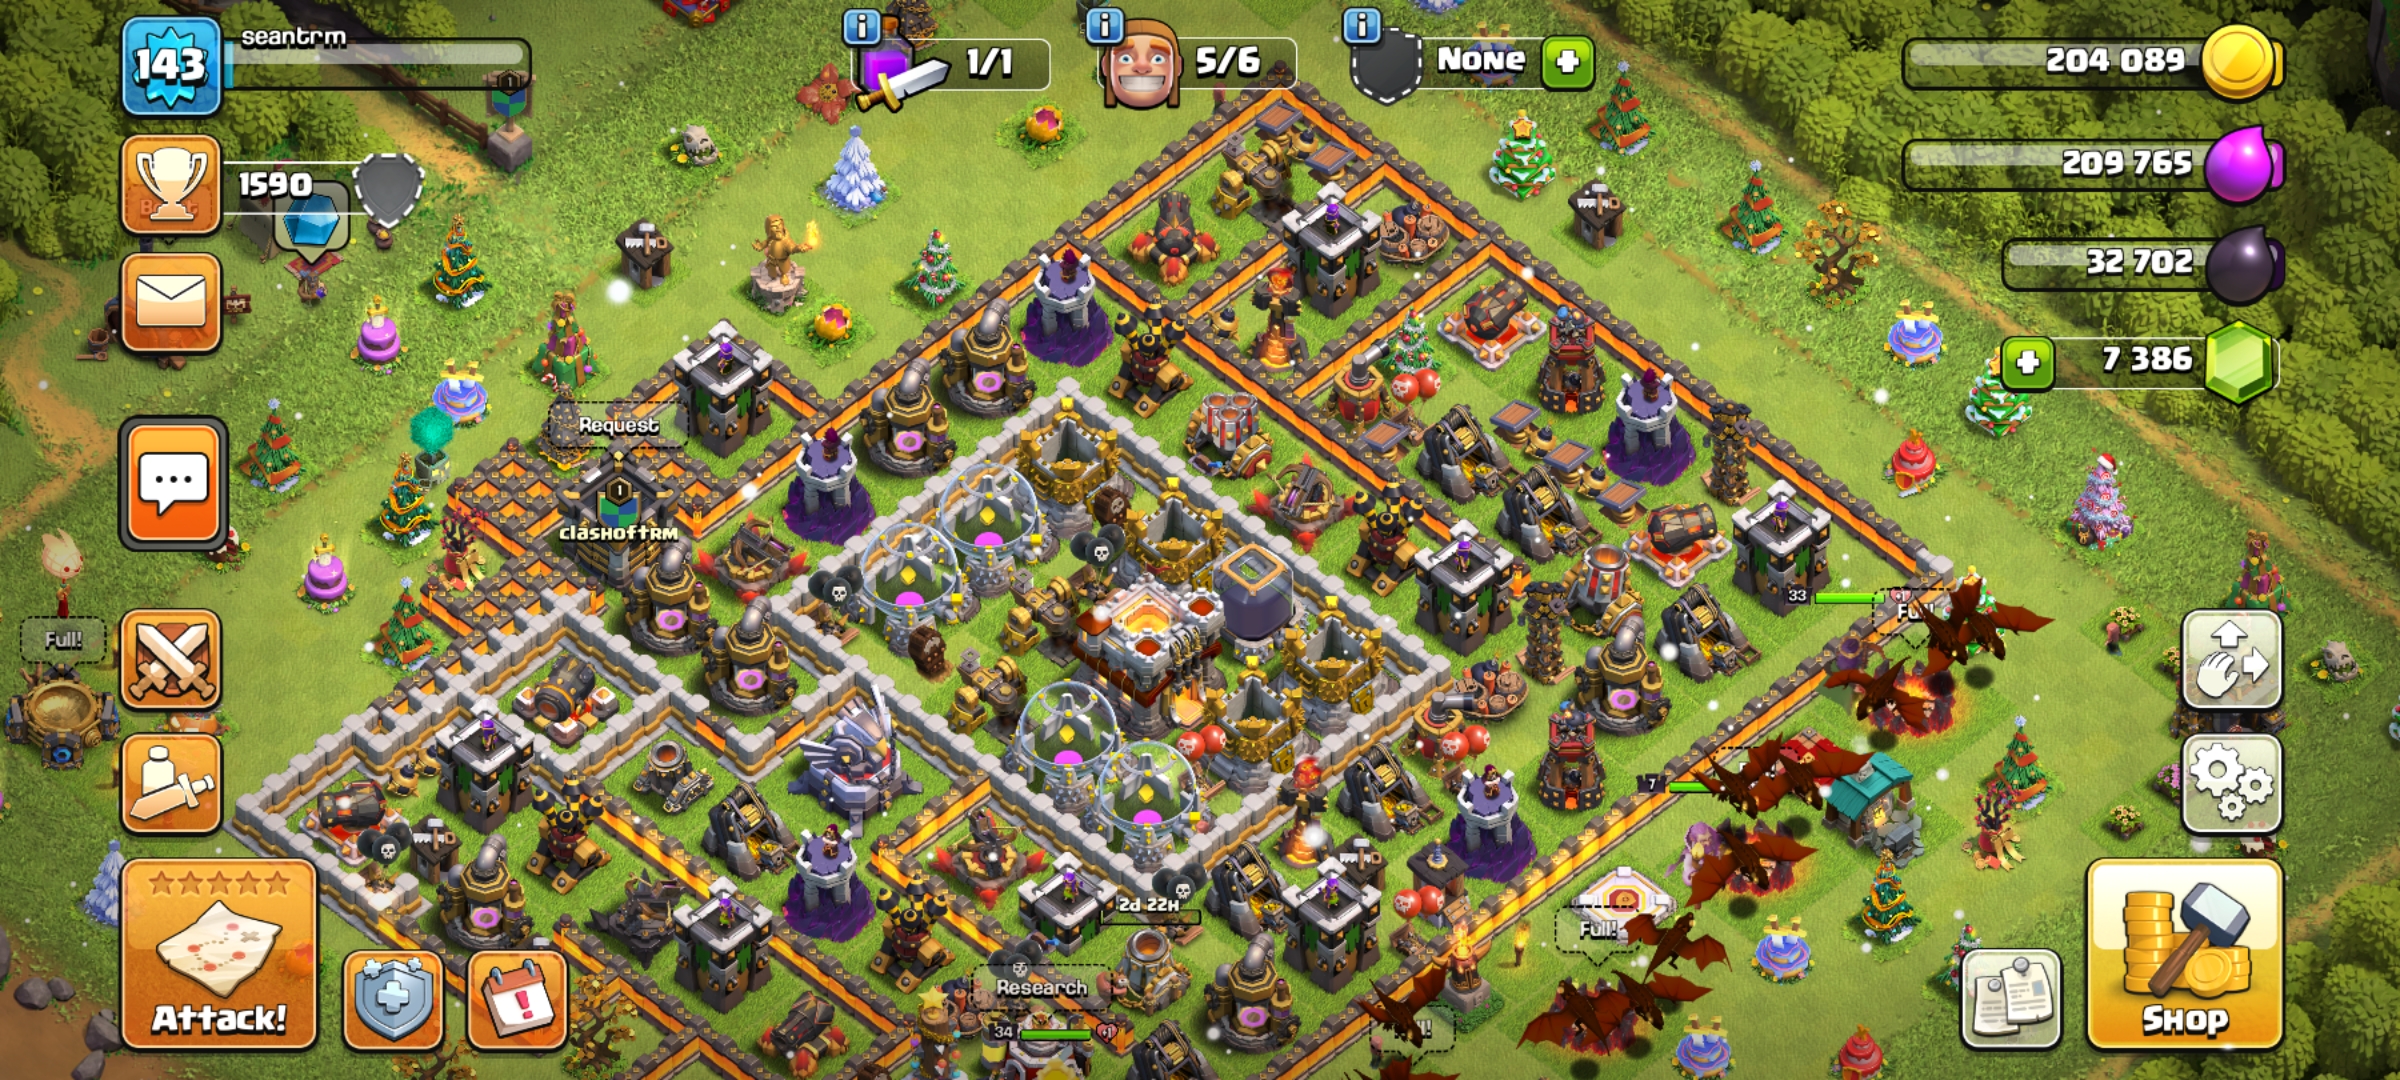 143
seantrm
1/1
5/6
None
204 089
1590
209 765
32 702
7 386
Request
clashoftrm
33
Full!
7
2d 22h
Full!
Research
34
Attack!
Shop